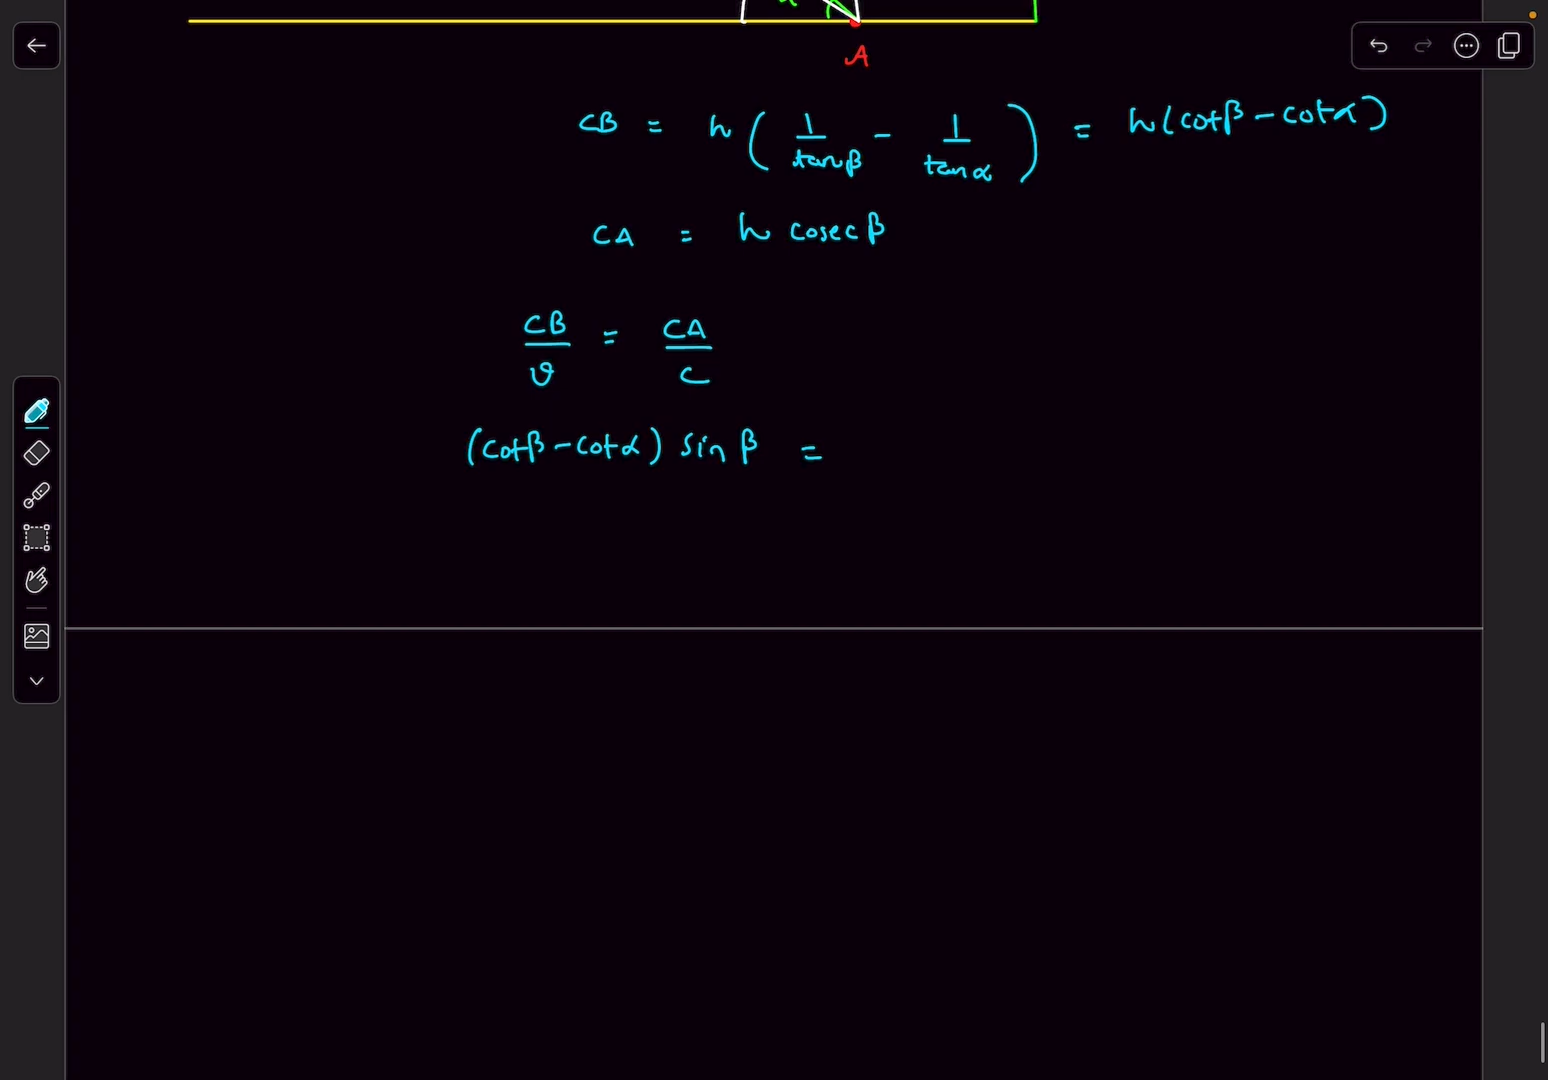 α
A
CB = h ( 1/tanβ - 1/tanα ) = h(cotβ - cotα)
CA = h cosec β
CB/v = CA/c
(cotβ - cotα) sin β =